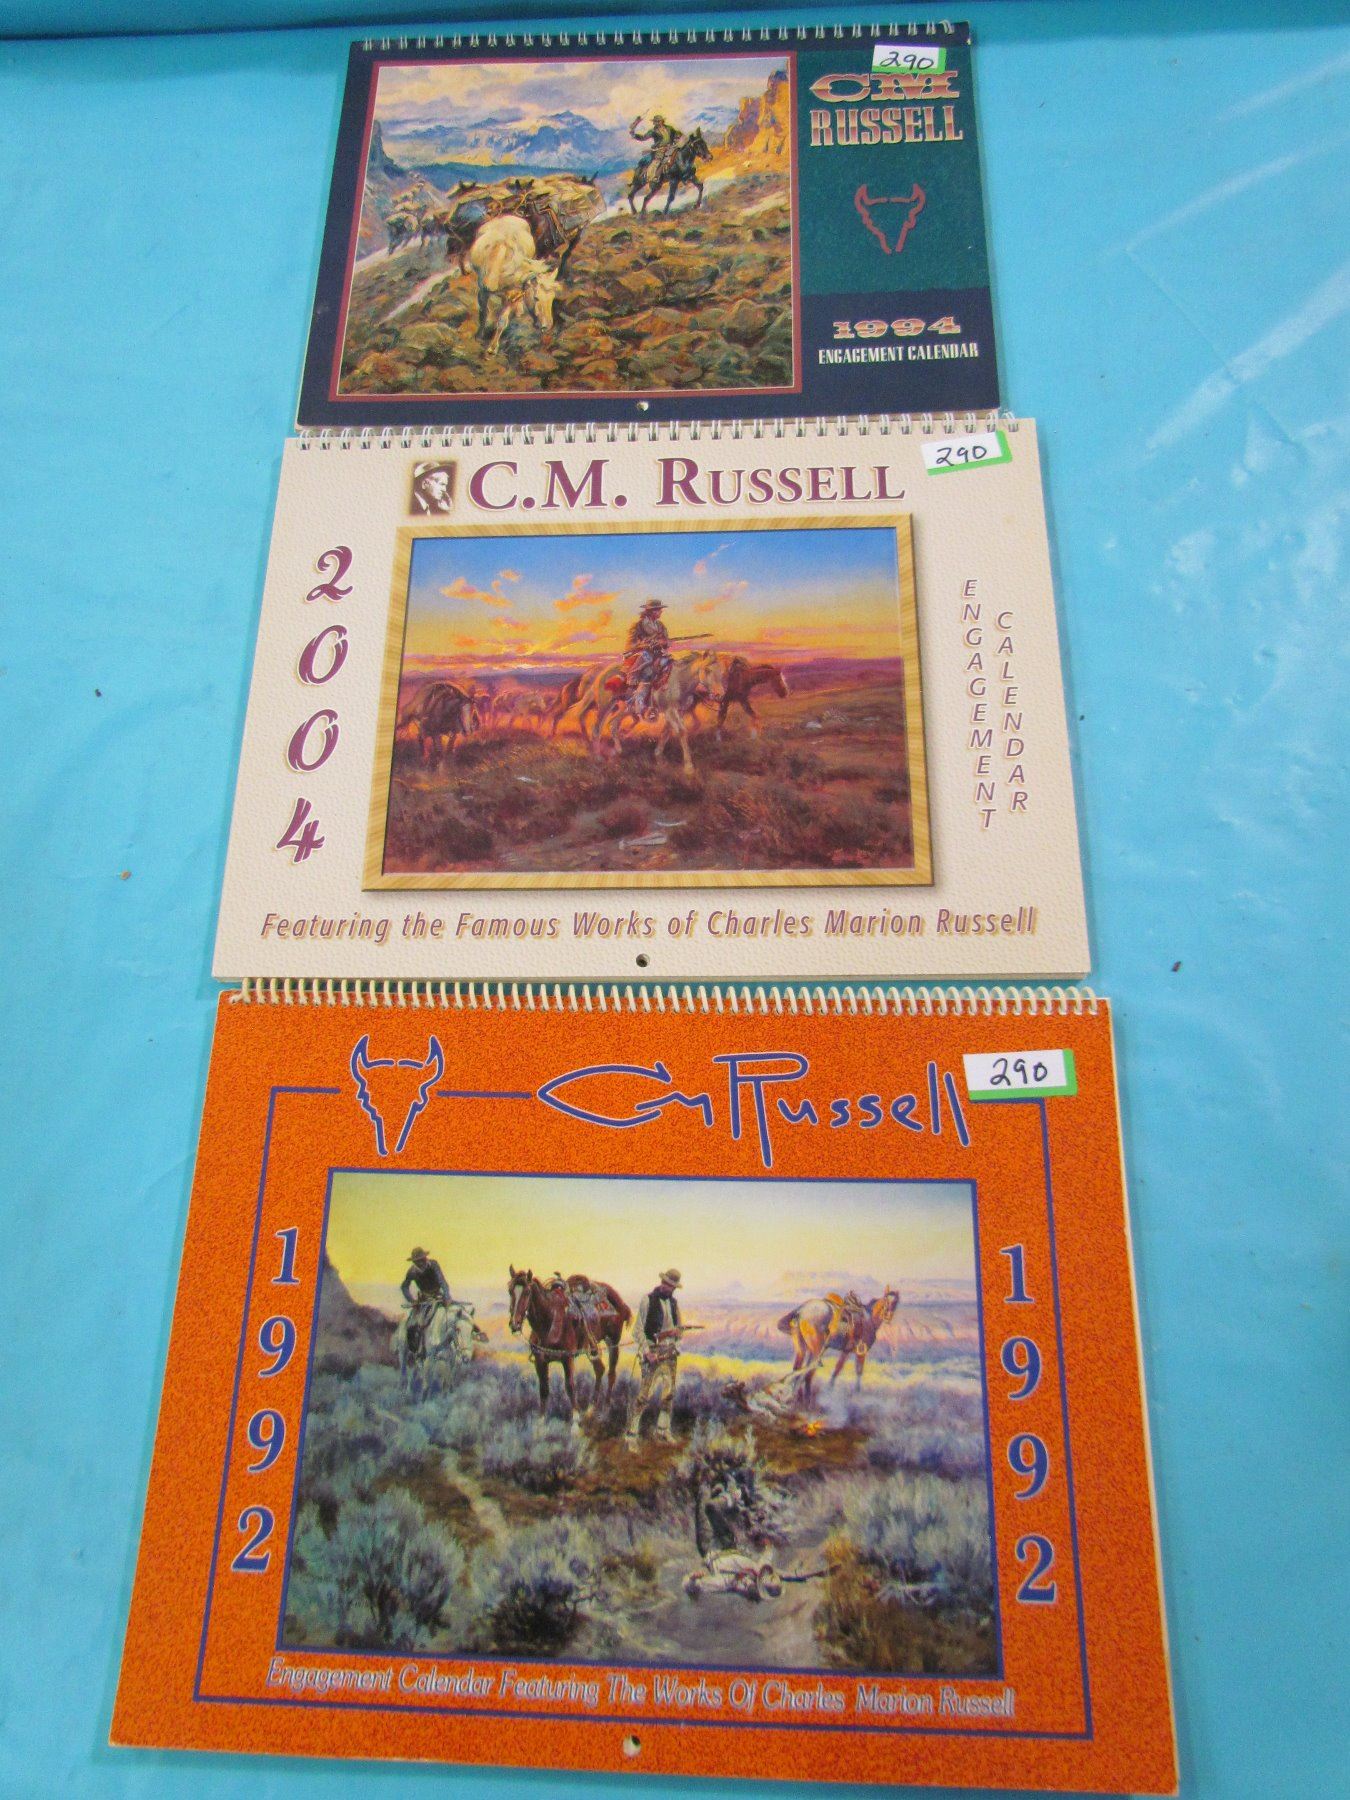 290
CM
RUSSELL
1994
ENGAGEMENT CALENDAR
290
C.M. RUSSELL
2004
ENGAGEMENT
CALENDAR
Featuring the Famous Works of Charles Marion Russell
290
CM Russell
1992
1992
Engagement Calendar Featuring The Works Of Charles Marion Russell